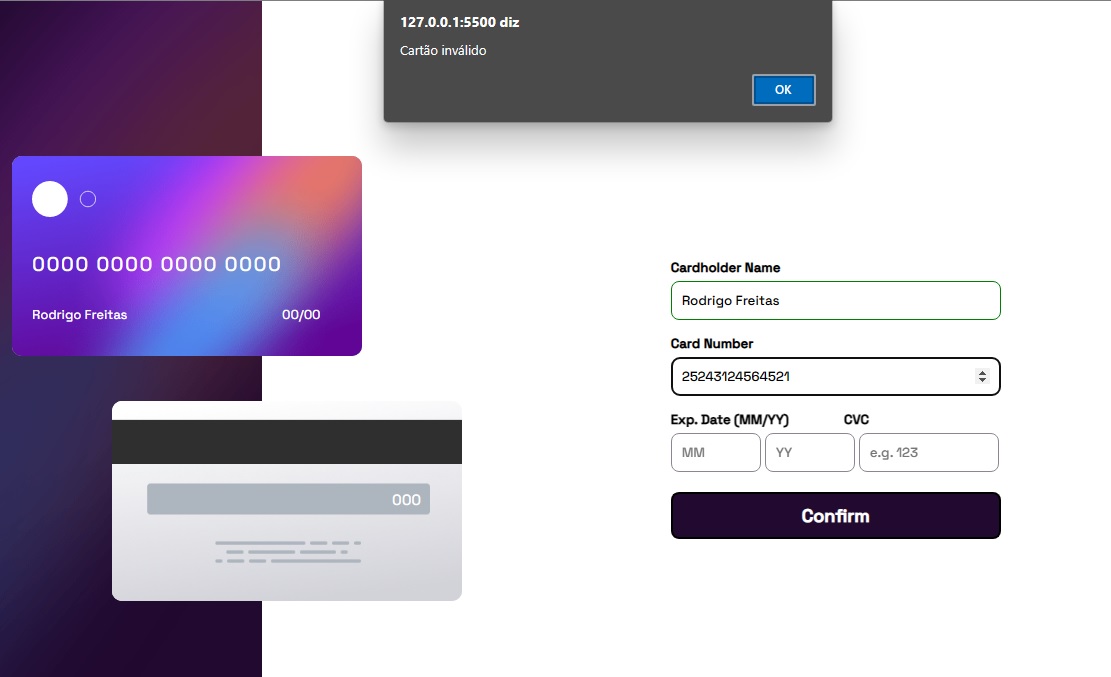 127.0.0.1:5500 diz
Cartão inválido
OK
0000 0000 0000 0000
Rodrigo Freitas 00/00
000
Cardholder Name
Rodrigo Freitas
Card Number
25243124564521
Exp. Date (MM/YY) CVC
MM YY e.g. 123
Confirm